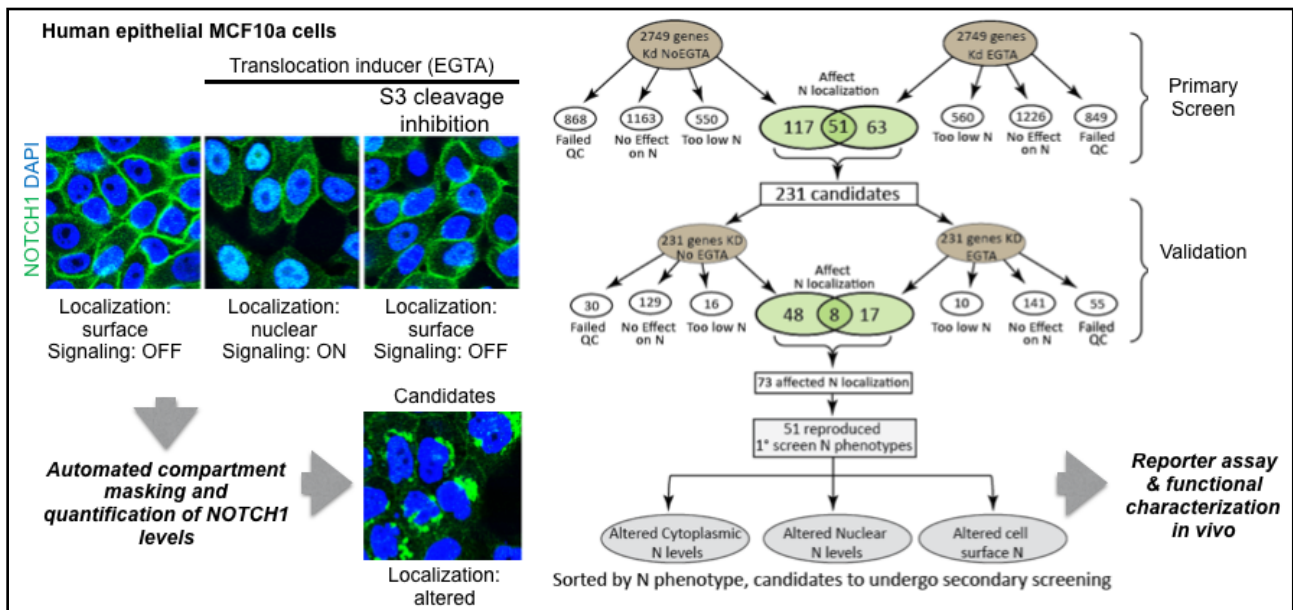 Human epithelial MCF10a cells
Translocation inducer (EGTA)
S3 cleavage
inhibition
NOTCH1 DAPI
Localization:
surface
Signaling: OFF
Localization:
nuclear
Signaling: ON
Localization:
surface
Signaling: OFF
Automated compartment
masking and
quantification of NOTCH1
levels
Candidates
Localization:
altered
2749 genes
Kd NoEGTA
2749 genes
Kd EGTA
Affect
N localization
868
Failed
QC
1163
No Effect
on N
550
Too low N
117
51
63
560
Too low N
1226
No Effect
on N
849
Failed
QC
Primary
Screen
231 candidates
231 genes KD
No EGTA
231 genes KD
EGTA
Affect
N localization
30
Failed
QC
129
No Effect
on N
16
Too low N
48
8
17
10
Too low N
141
No Effect
on N
55
Failed
QC
Validation
73 affected N localization
51 reproduced
1° screen N phenotypes
Altered Cytoplasmic
N levels
Altered Nuclear
N levels
Altered cell
surface N
Sorted by N phenotype, candidates to undergo secondary screening
Reporter assay
& functional
characterization
in vivo